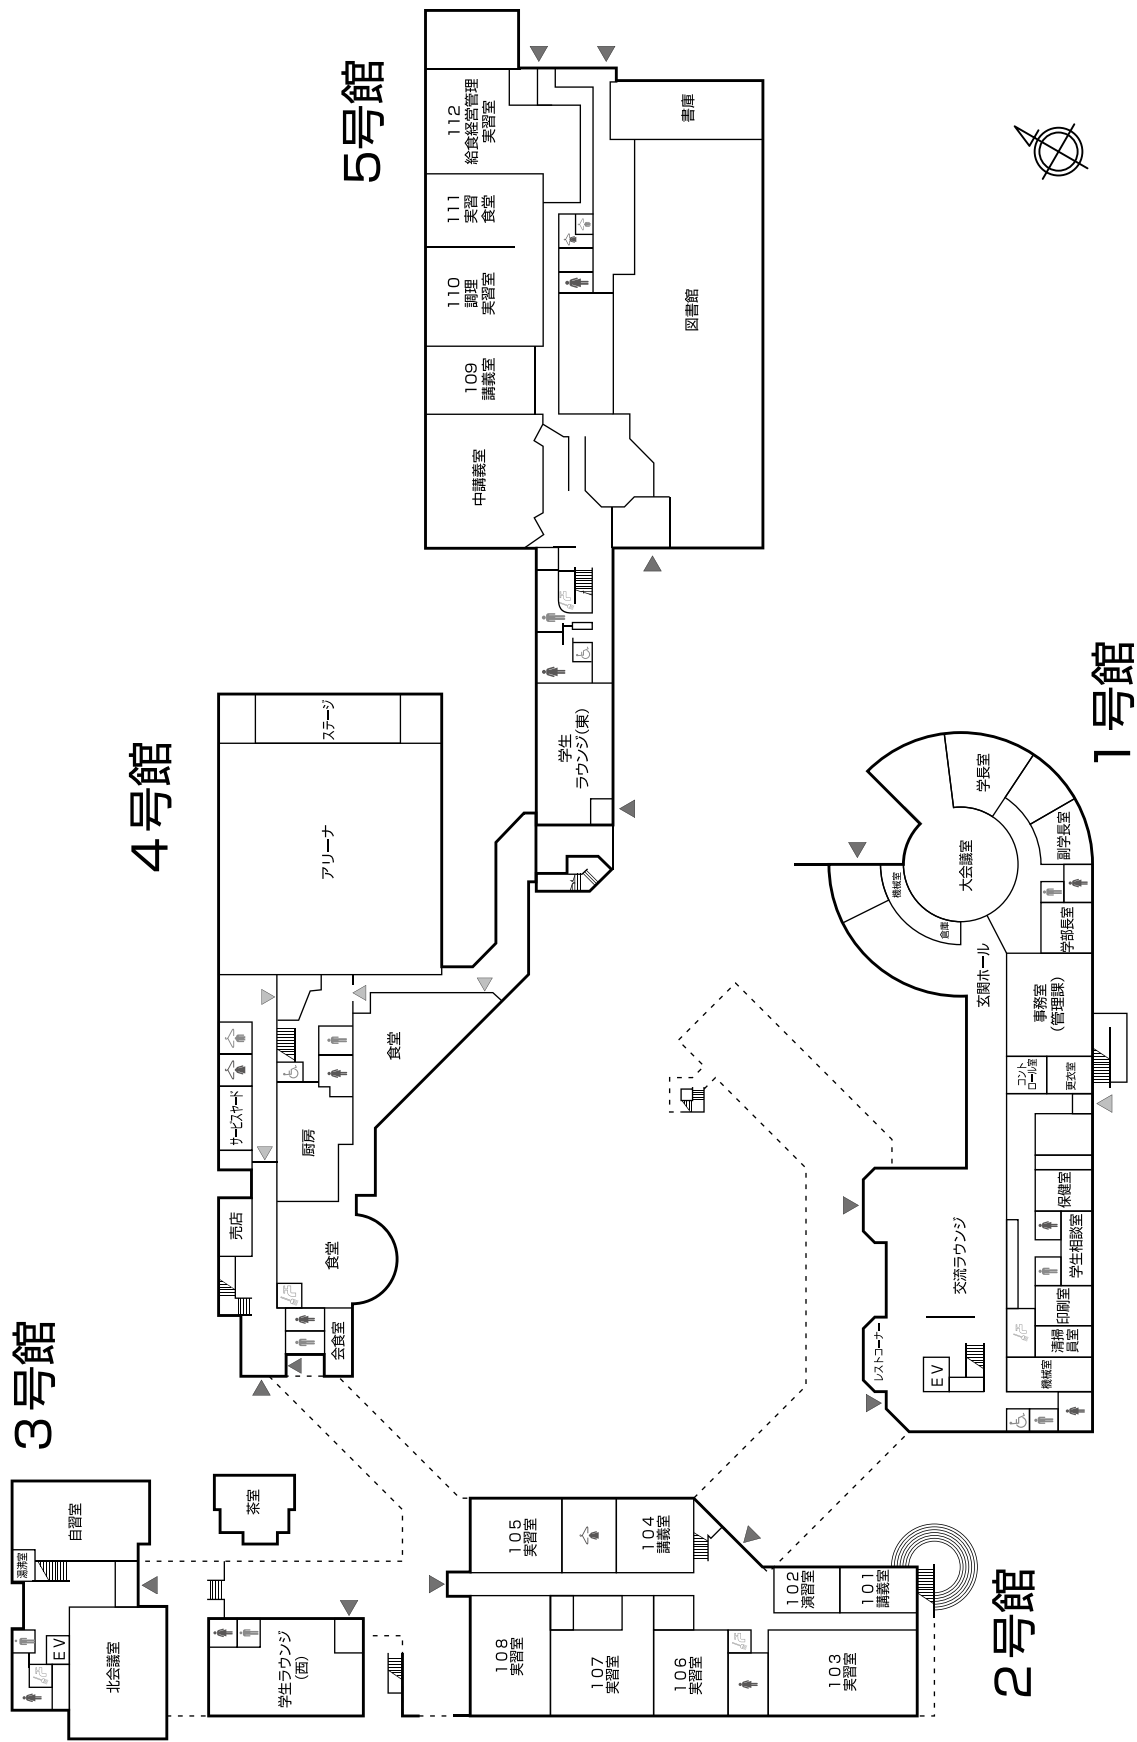 5号館
112
給食経営管理
実習室
書庫
111
実習
食堂
110
調理
実習室
図書館
109
講義室
中講義室
学生
ラウンジ(東)
4号館
ステージ
アリーナ
食堂
サービスヤード
厨房
売店
食堂
会食室
1号館
学長室
副学長室
大会議室
機械室
倉庫
学部長室
玄関ホール
事務室
(管理課)
コント
ロール室
更衣室
保健室
学生相談室
交流ラウンジ
印刷室
清掃
員室
レストコーナー
EV
機械室
3号館
自習室
湯沸室
茶室
EV
北会議室
学生ラウンジ
(西)
2号館
105
実習室
104
講義室
102
演習室
101
講義室
108
実習室
107
実習室
106
実習室
103
実習室